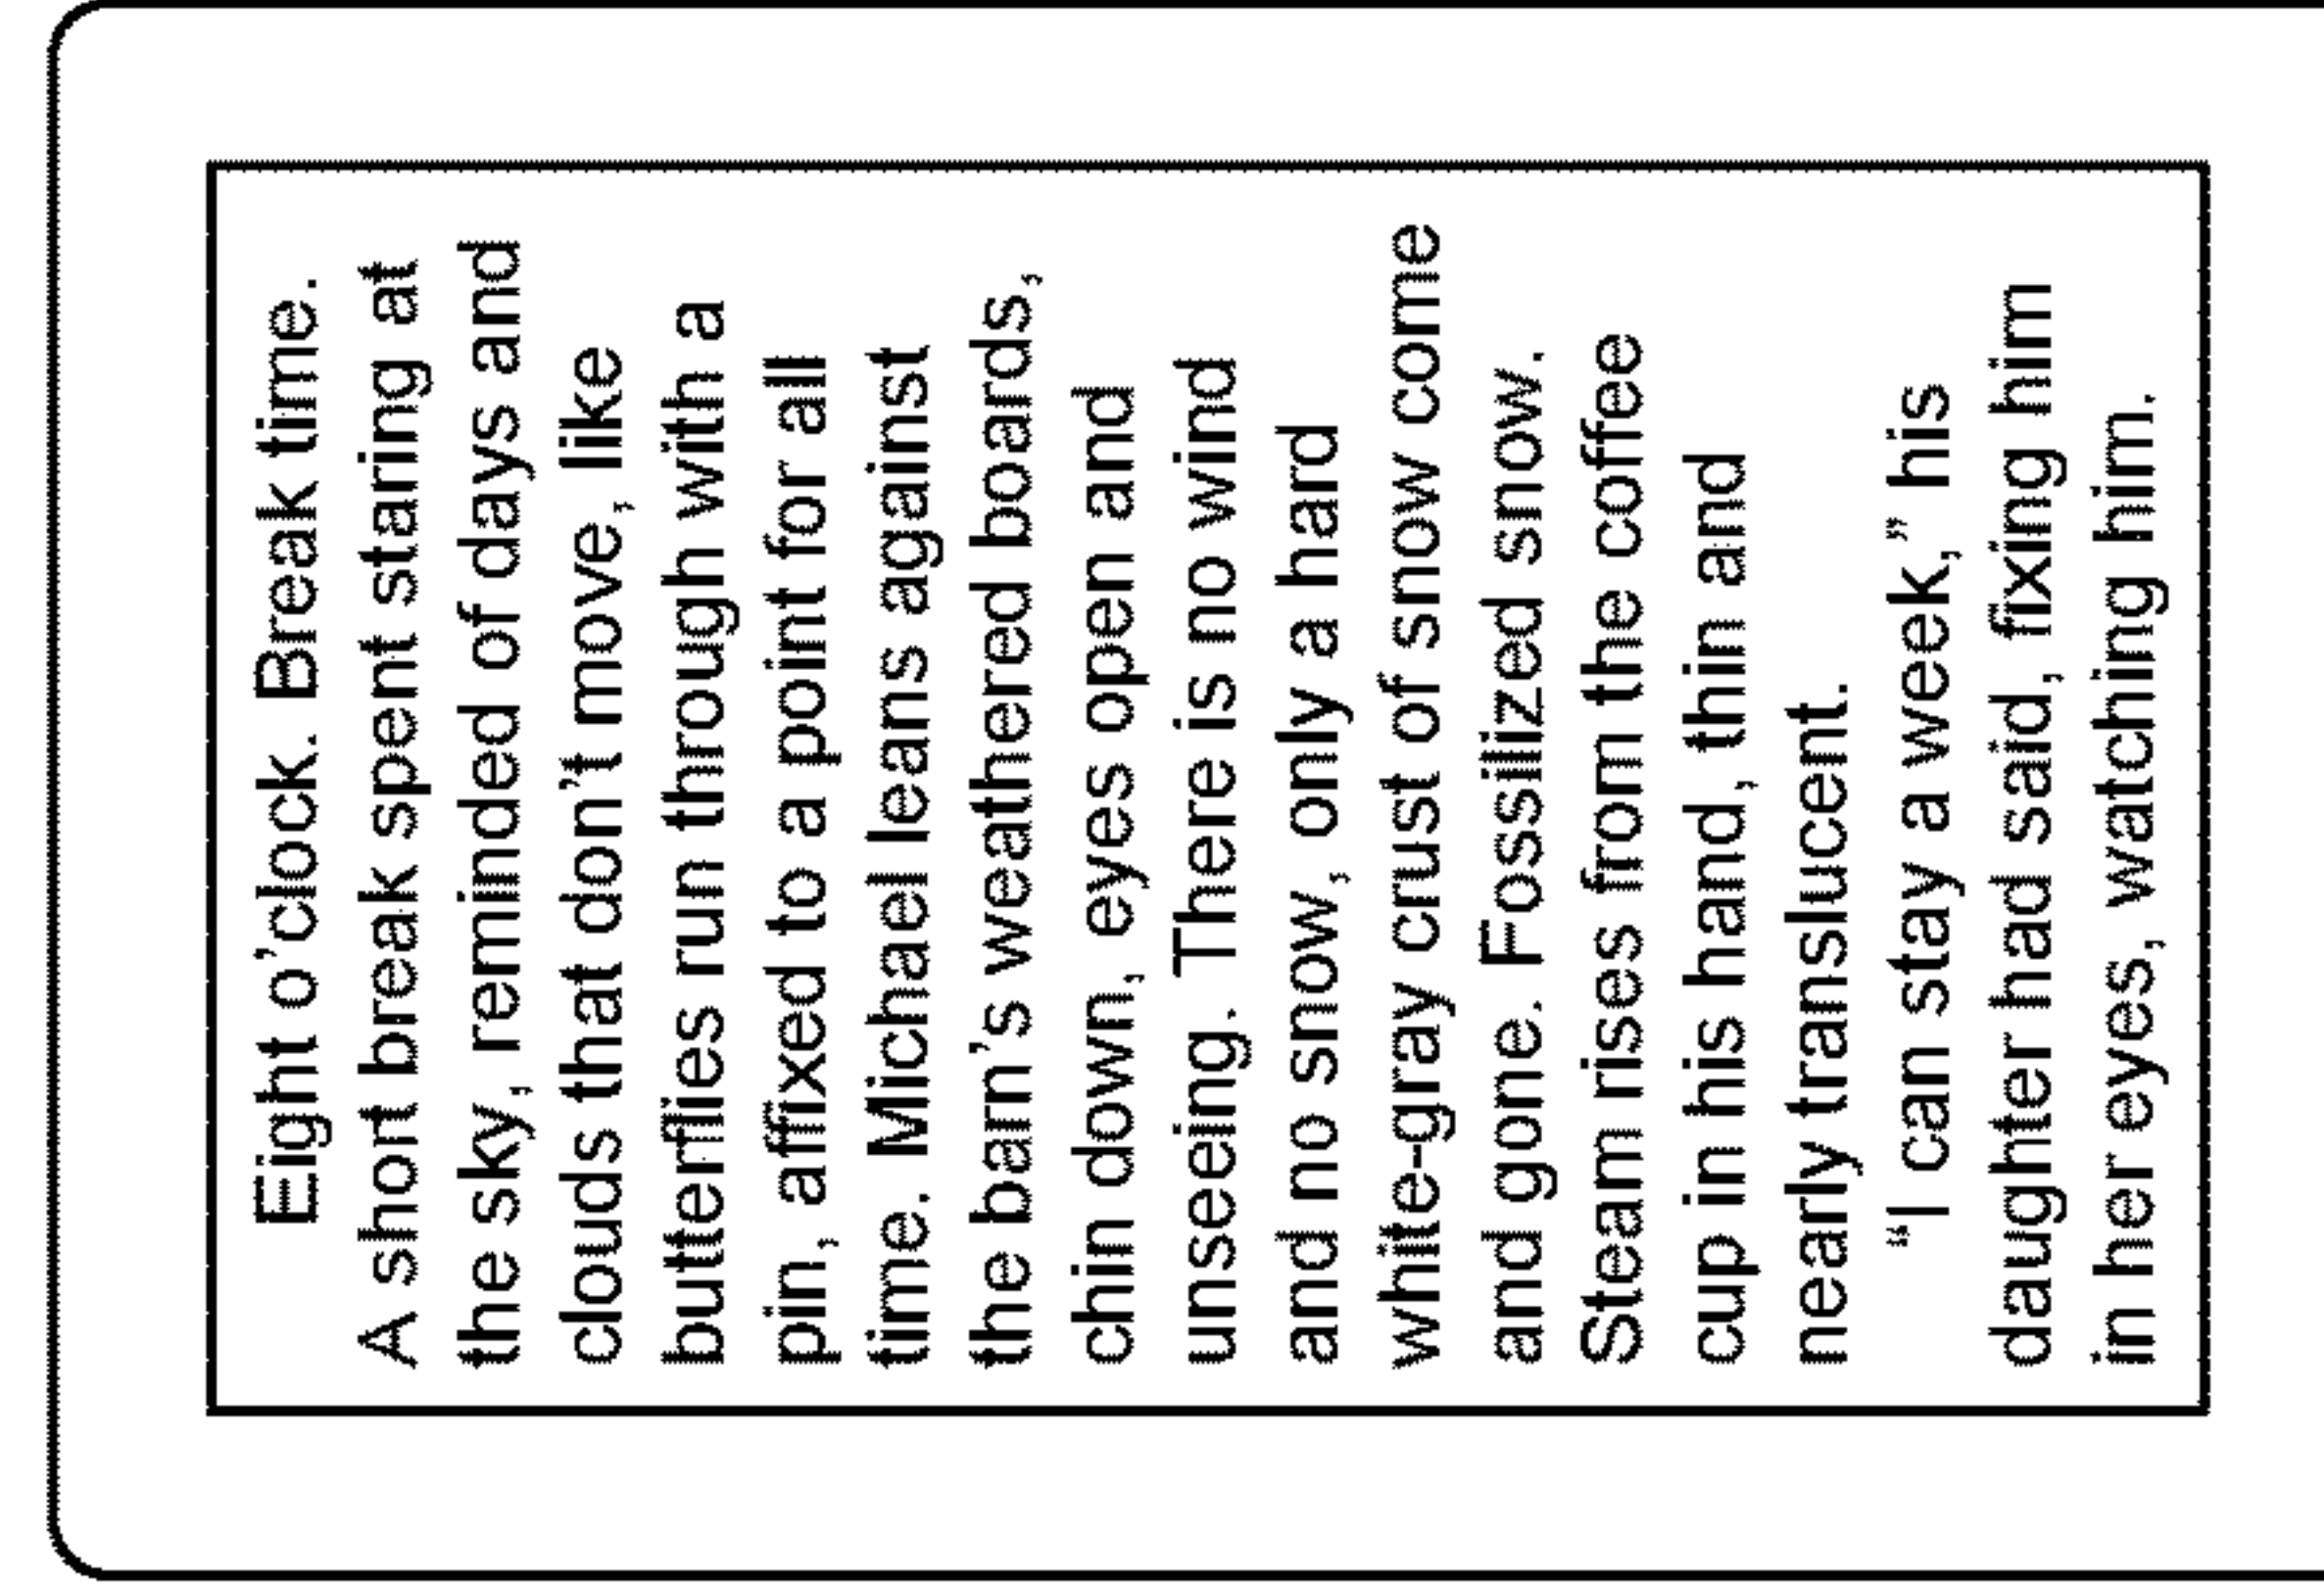 Eight o'clock. Break time.
A short break spent staring at
the sky, reminded of days and
clouds that don't move, like
butterflies run through with a
pin, affixed to a point for all
time. Michael leans against
the barn's weathered boards,
chin down, eyes open and
unseeing. There is no wind
and no snow, only a hard
white-gray crust of snow come
and gone. Fossilized snow.
Steam rises from the coffee
cup in his hand, thin and
nearly translucent.
“I can stay a week,” his
daughter had said, fixing him
in her eyes, watching him.